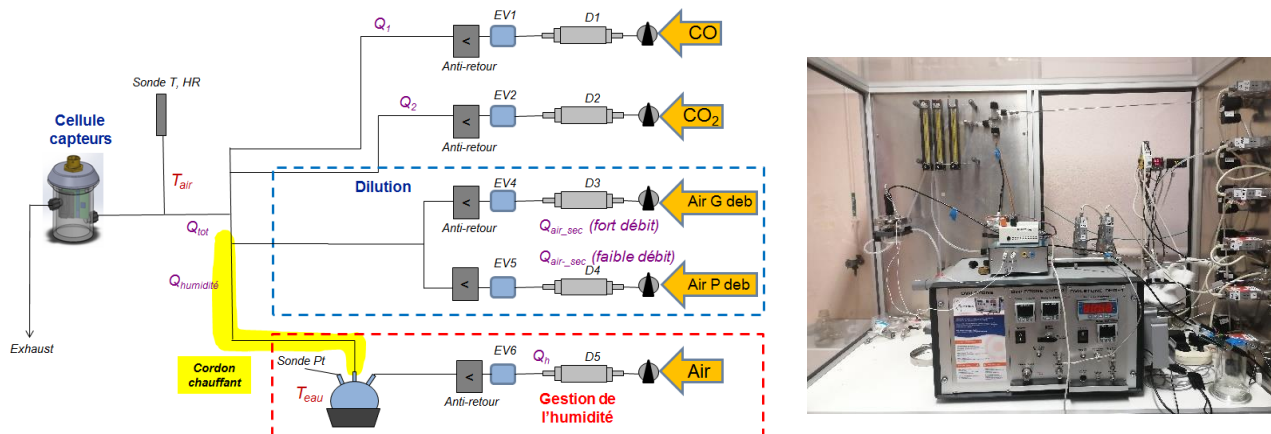 Q1
EV1
D1
CO
Anti-retour
Sonde T, HR
Q2
EV2
D2
CO2
Cellule
capteurs
Anti-retour
Tair
Dilution
EV4
D3
Air G deb
Anti-retour
Qair_sec (fort débit)
Qtot
Qair-_sec (faible débit)
Qhumidité
EV5
D4
Air P deb
Anti-retour
Exhaust
Cordon
chauffant
Sonde Pt
EV6
Qh
D5
Air
Teau
Anti-retour
Gestion de
l'humidité